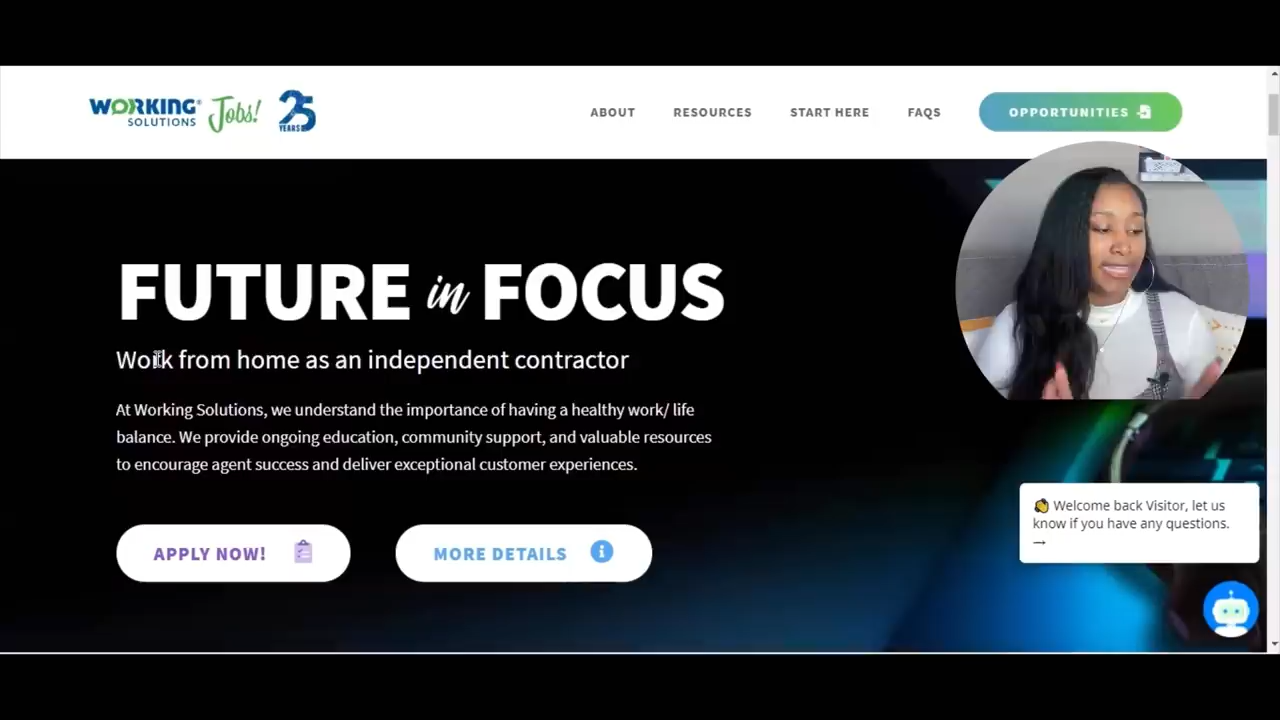 WORKING SOLUTIONS Jobs! 25 YEARS
ABOUT RESOURCES START HERE FAQS OPPORTUNITIES
FUTURE in FOCUS
Work from home as an independent contractor
At Working Solutions, we understand the importance of having a healthy work/ life
balance. We provide ongoing education, community support, and valuable resources
to encourage agent success and deliver exceptional customer experiences.
APPLY NOW! MORE DETAILS
Welcome back Visitor, let us
know if you have any questions.
→